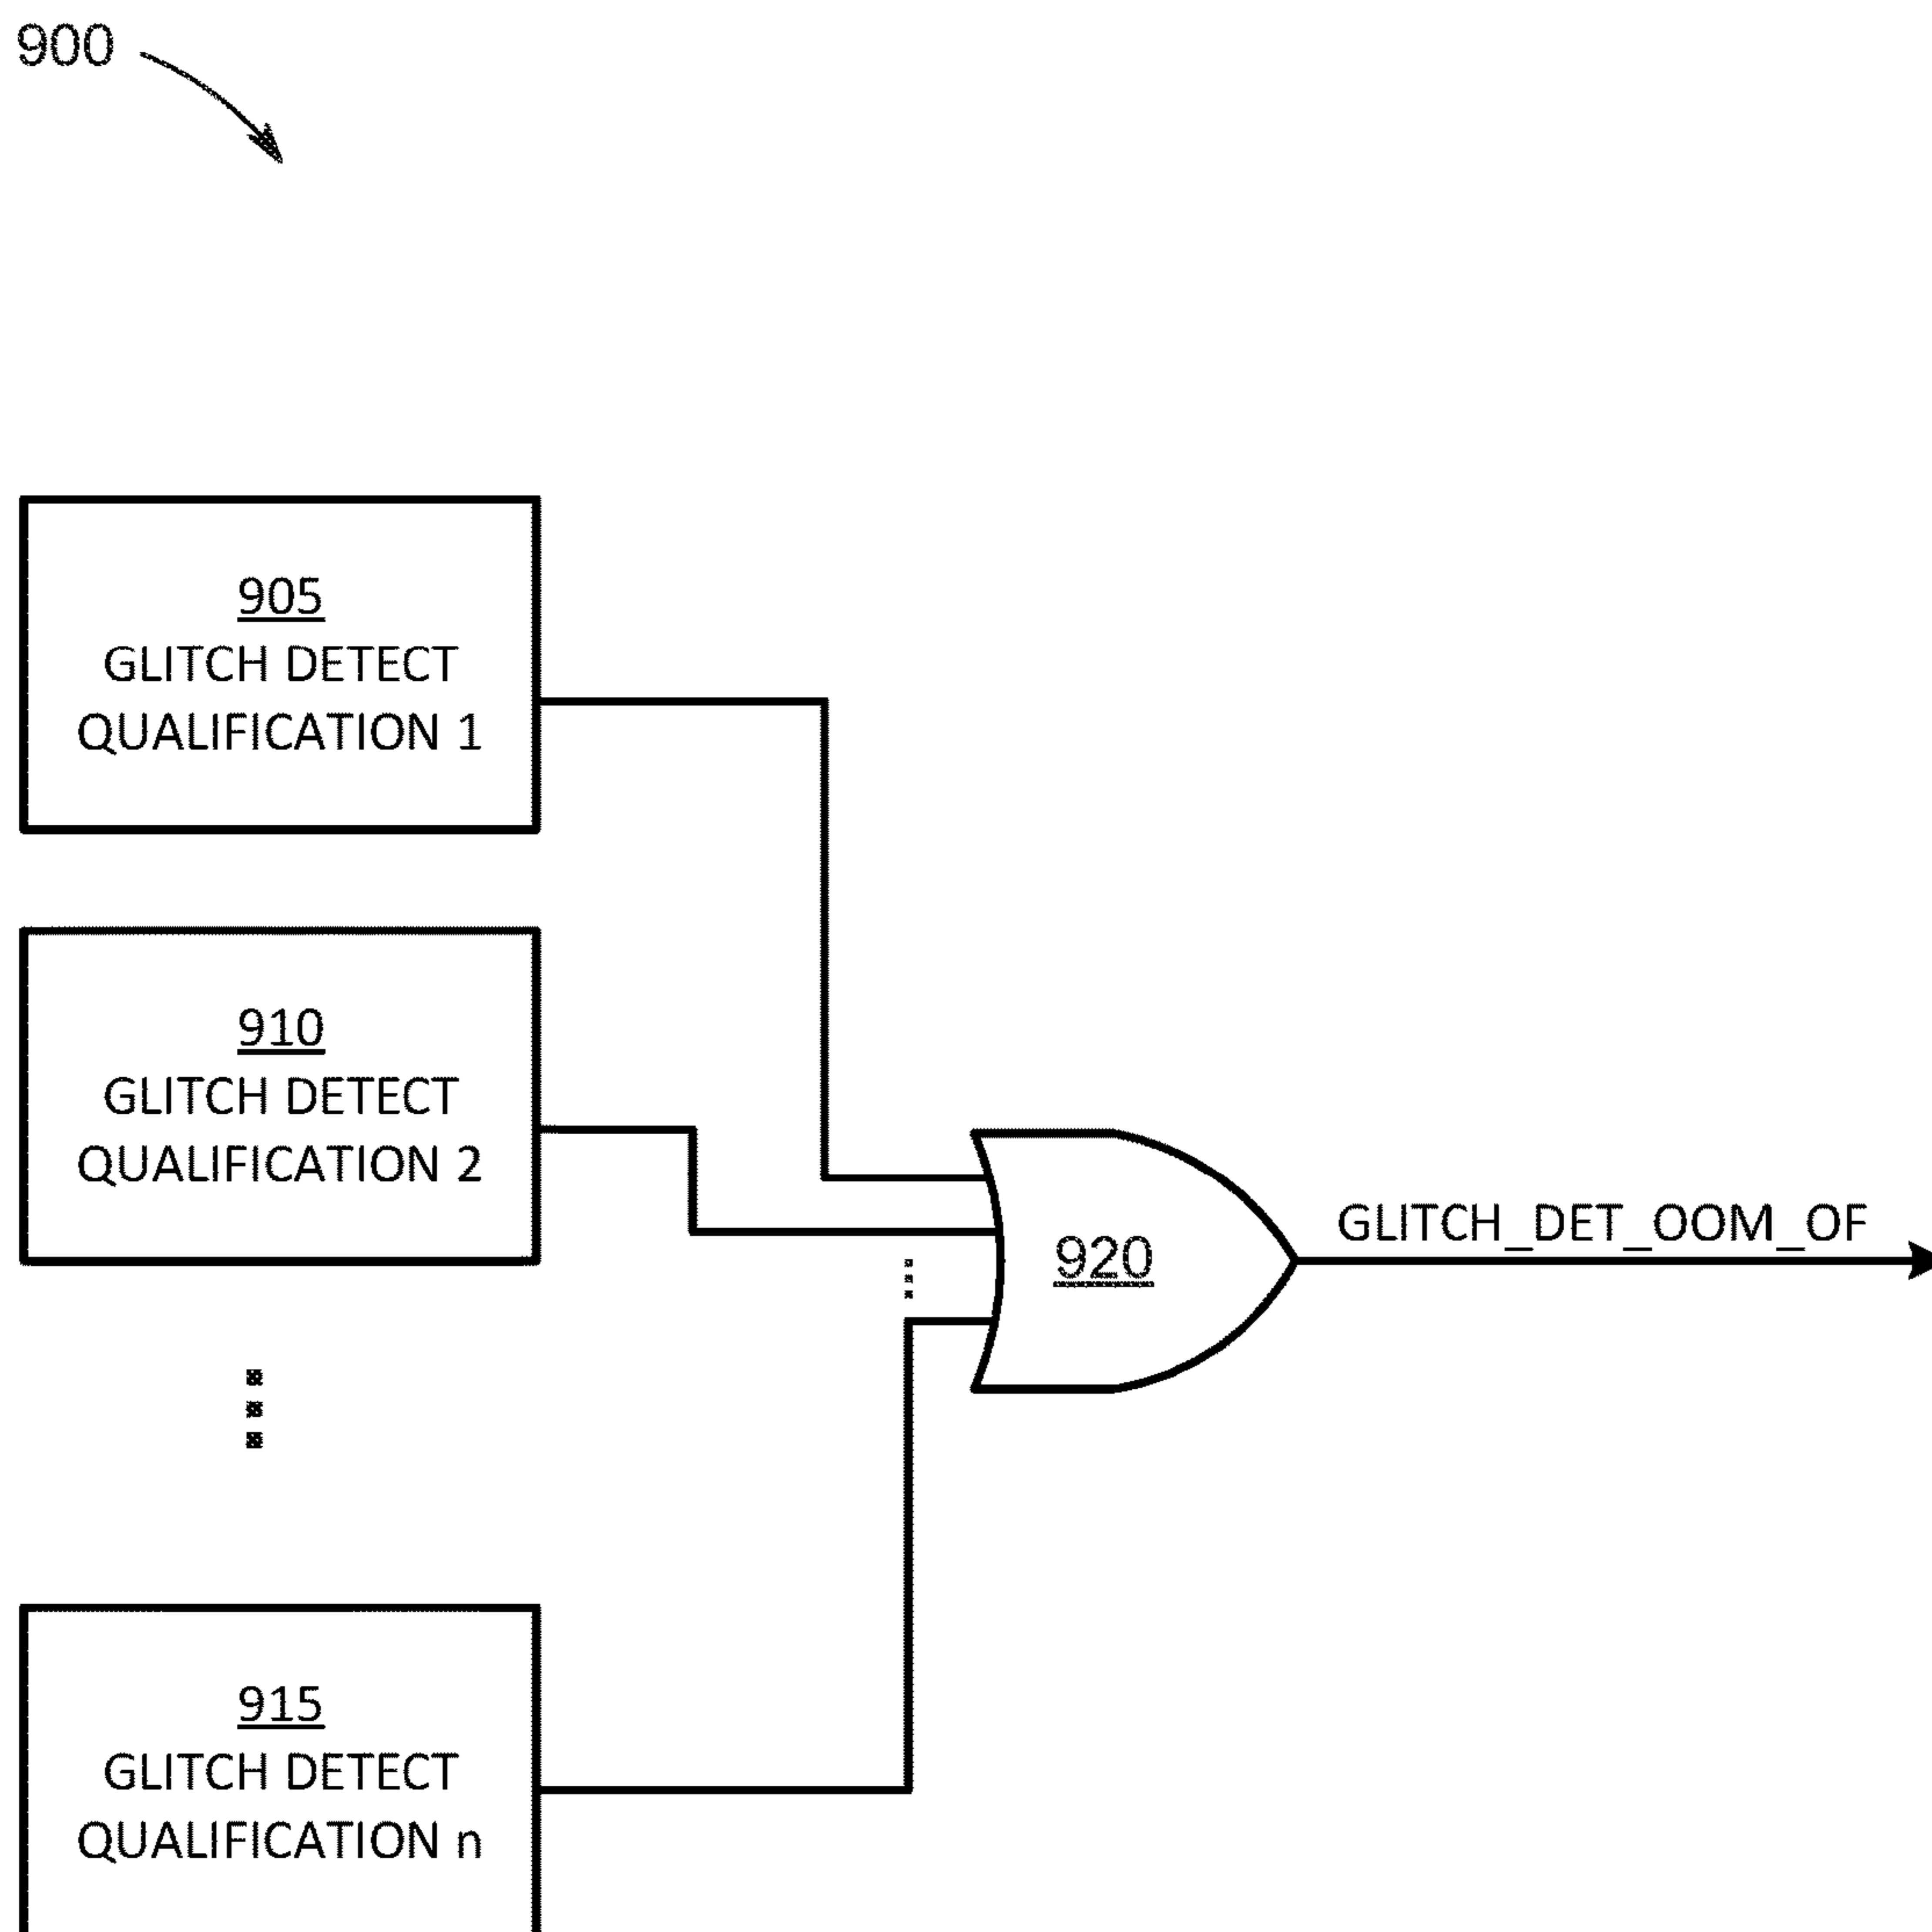 900
905
GLITCH DETECT
QUALIFICATION 1
910
GLITCH DETECT
QUALIFICATION 2
920
GLITCH_DET_OOM_OF
915
GLITCH DETECT
QUALIFICATION n